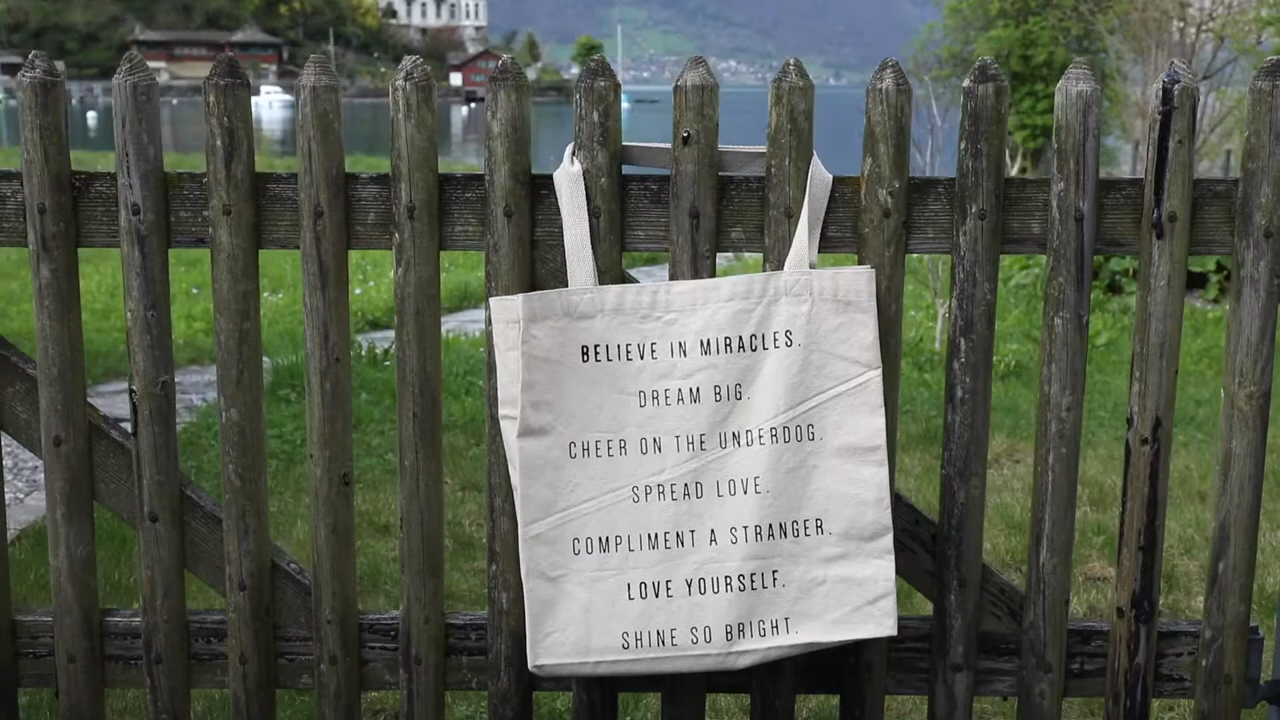 BELIEVE IN MIRACLES.
DREAM BIG.
CHEER ON THE UNDERDOG.
SPREAD LOVE.
COMPLIMENT A STRANGER.
LOVE YOURSELF.
SHINE SO BRIGHT.